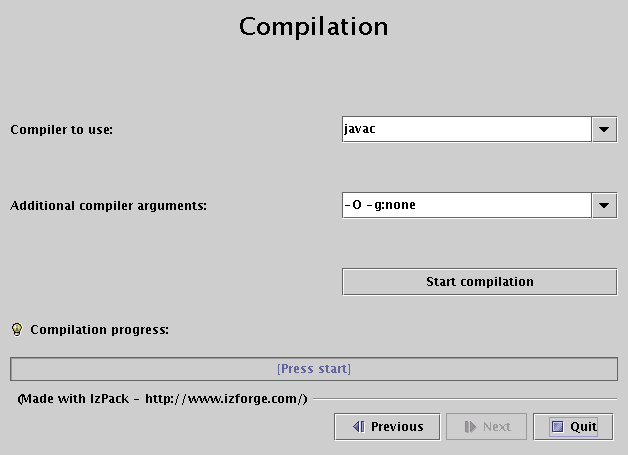 Compilation
Compiler to use:
javac
Additional compiler arguments:
-O -g:none
Start compilation
Compilation progress:
[Press start]
(Made with IzPack - http://www.izforge.com/)
Previous
Next
Quit